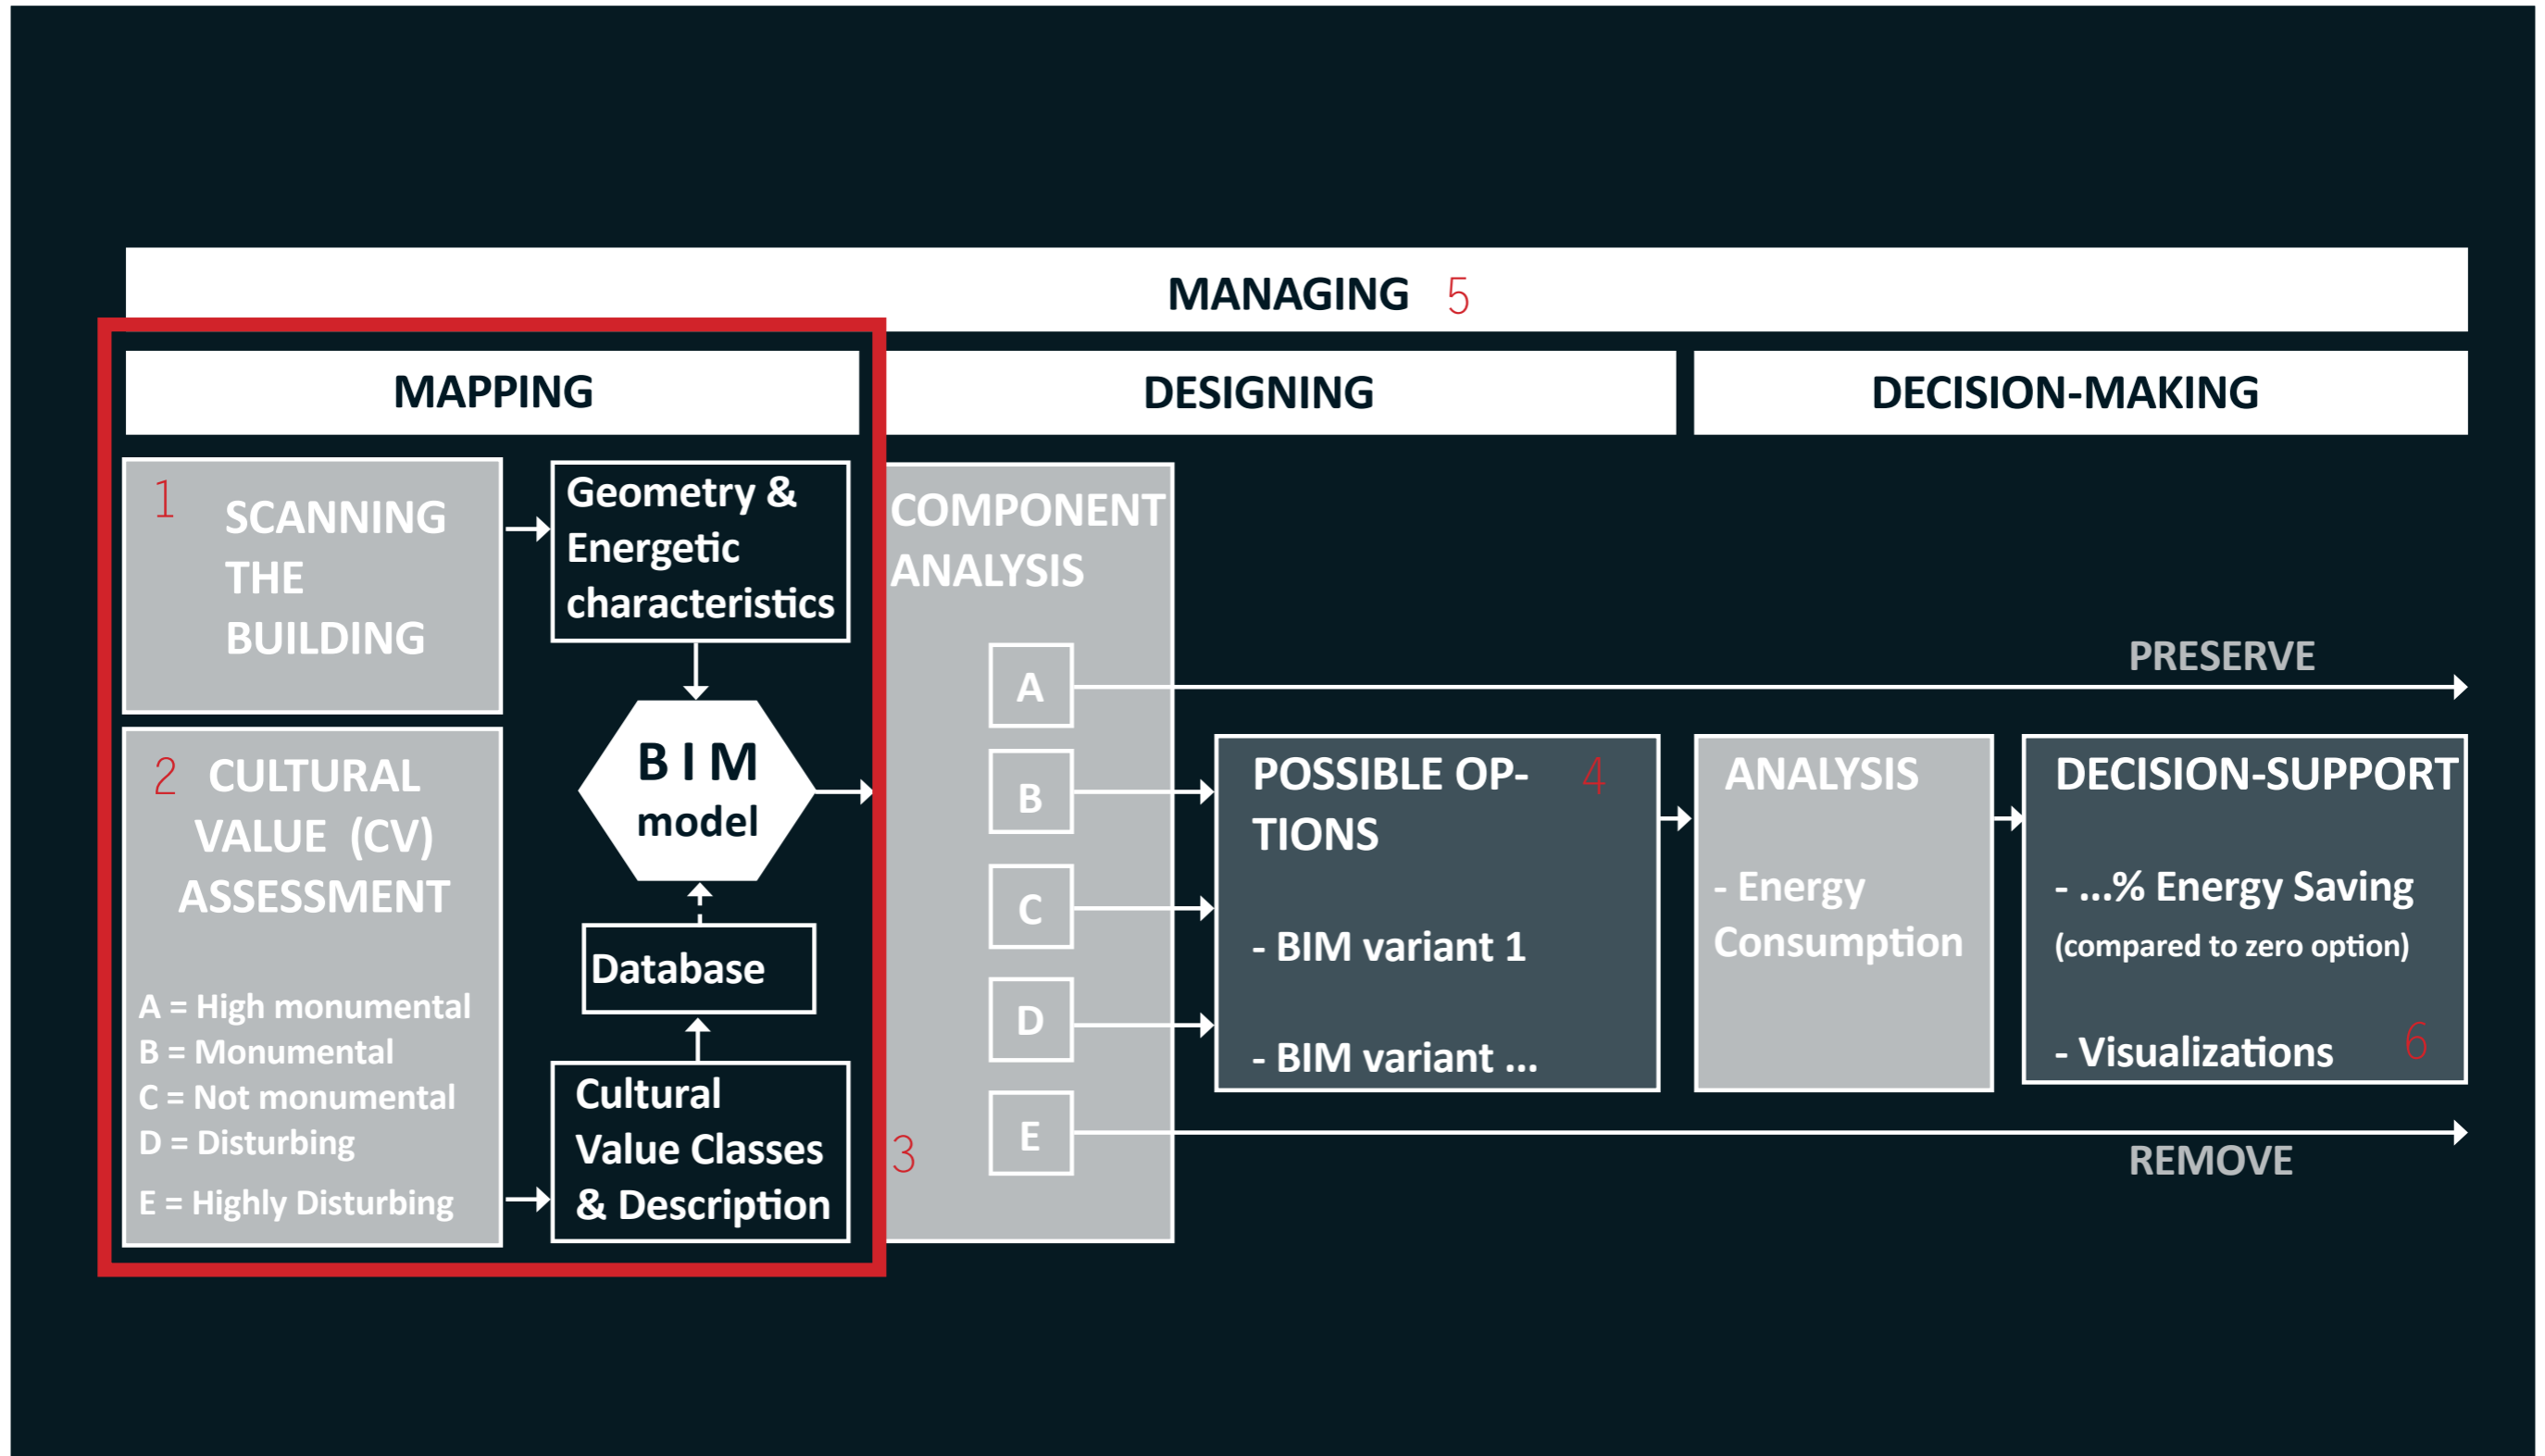 MANAGING 5
MAPPING
DESIGNING
DECISION-MAKING
1
SCANNING
THE
BUILDING
Geometry &
Energetic
characteristics
2 CULTURAL
VALUE (CV)
ASSESSMENT
A = High monumental
B = Monumental
C = Not monumental
D = Disturbing
E = Highly Disturbing
BIM
model
Database
Cultural
Value Classes
& Description
3
COMPONENT
ANALYSIS
A
B
C
D
E
PRESERVE
POSSIBLE OP- 4
TIONS
- BIM variant 1
- BIM variant ...
ANALYSIS
- Energy
Consumption
DECISION-SUPPORT
- ...% Energy Saving
(compared to zero option)
- Visualizations 6
REMOVE